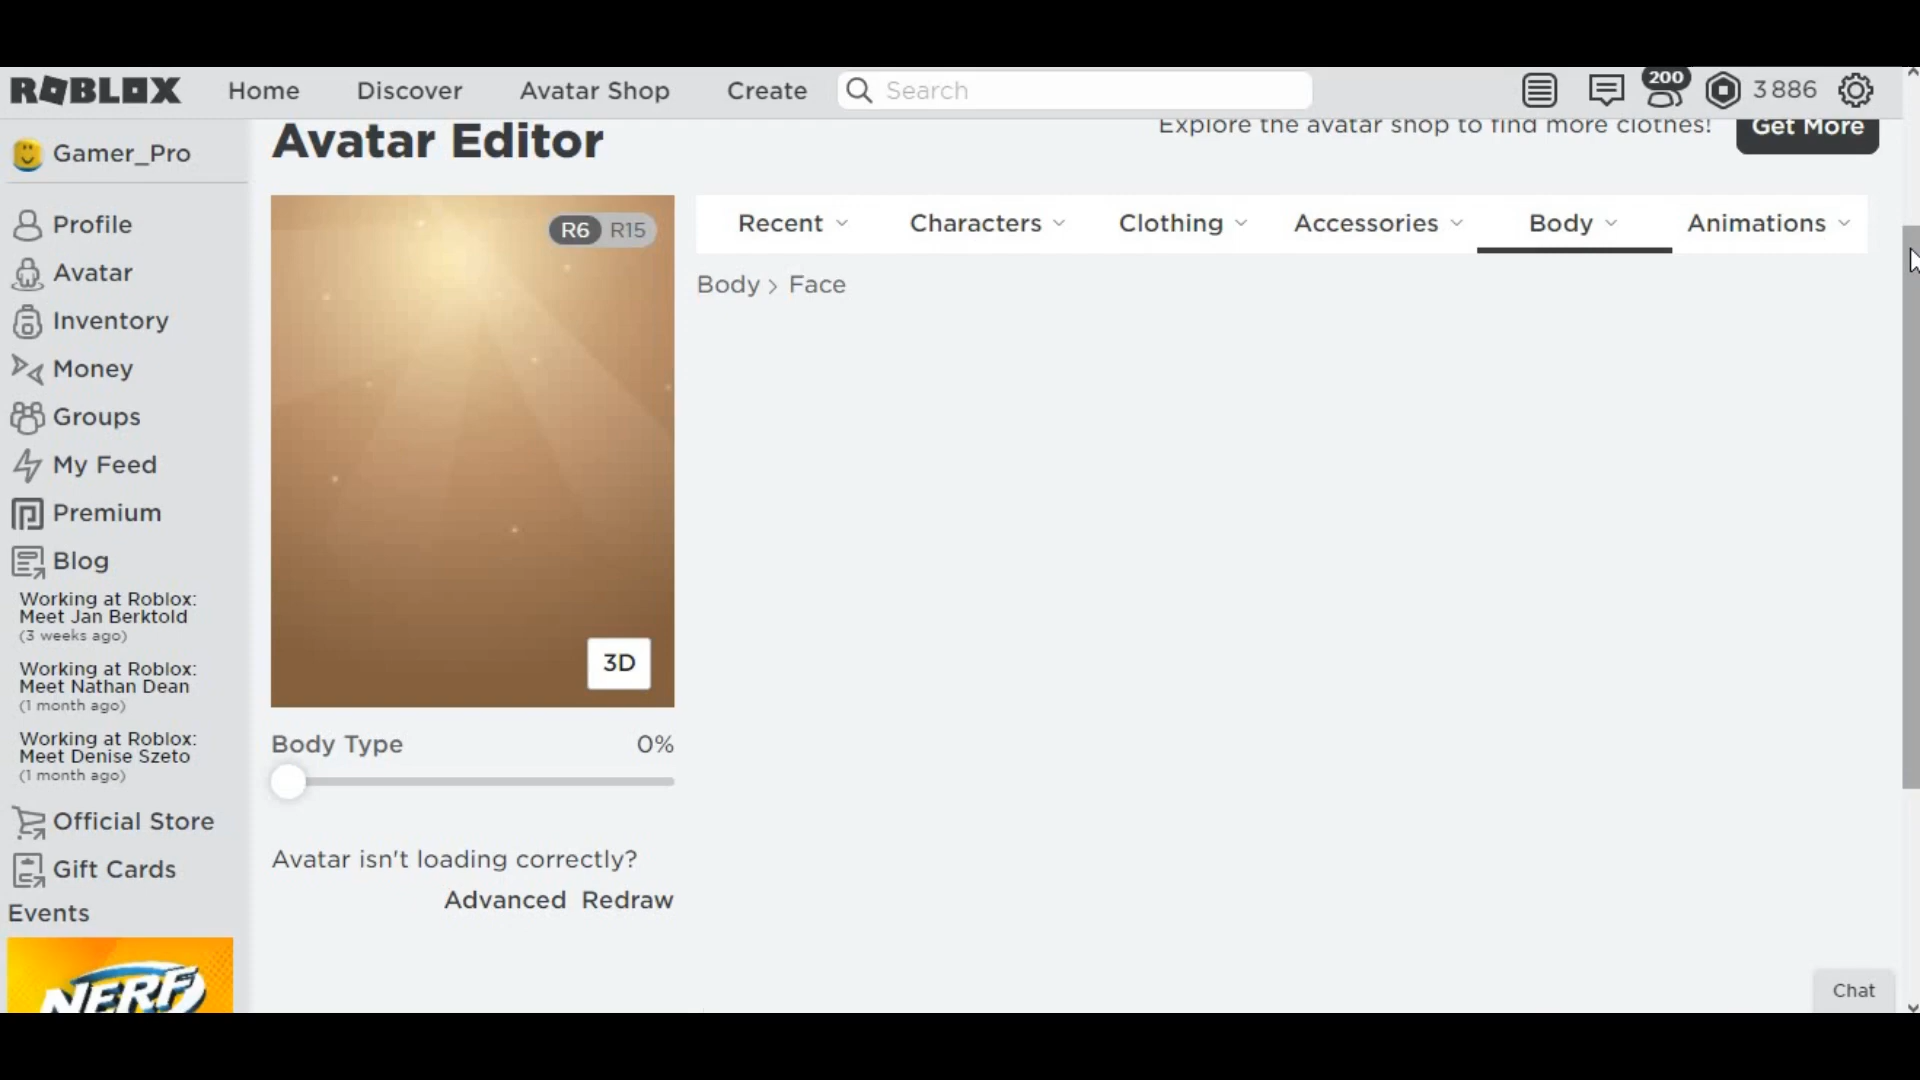 ROBLOX
Home
Discover
Avatar Shop
Create
Search
200
3 886
Gamer_Pro
Profile
Avatar
Inventory
Money
Groups
My Feed
Premium
Blog
Working at Roblox:
Meet Jan Berktold
(3 weeks ago)
Working at Roblox:
Meet Nathan Dean
(1 month ago)
Working at Roblox:
Meet Denise Szeto
(1 month ago)
Official Store
Gift Cards
Events
NERF
Avatar Editor
Explore the avatar shop to find more clothes!
Get More
R6 R15
3D
Body Type 0%
Avatar isn't loading correctly?
Advanced Redraw
Recent
Characters
Clothing
Accessories
Body
Animations
Body > Face
Chat